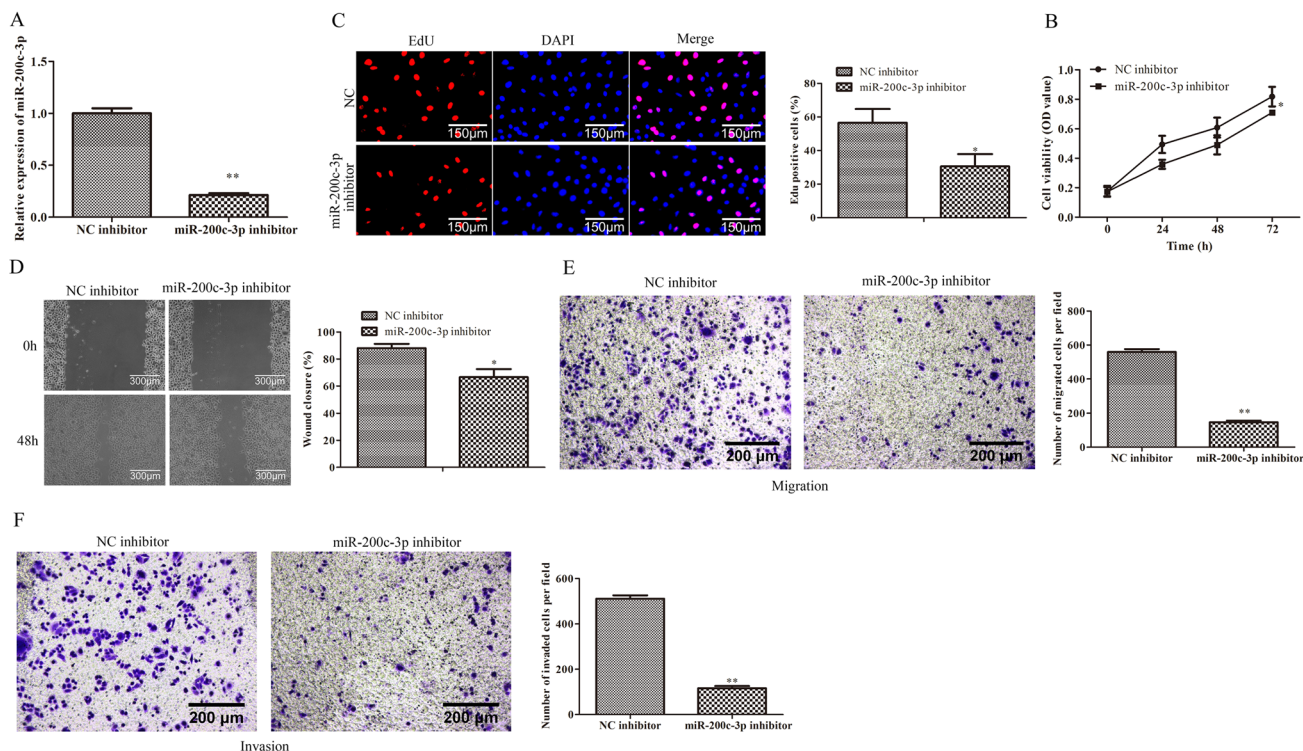 A
Relative expression of miR-200c-3p
1.5
1.0
0.5
0.0
**
NC inhibitor
miR-200c-3p inhibitor
C
EdU
DAPI
Merge
NC
150μm
150μm
150μm
miR-200c-3p
inhibitor
150μm
150μm
150μm
NC inhibitor
miR-200c-3p inhibitor
Edu positive cells (%)
80
60
40
20
0
*
B
NC inhibitor
miR-200c-3p inhibitor
Cell viability (OD value)
1.0
0.8
0.6
0.4
0.2
0.0
*
0
24
48
72
Time (h)
D
NC inhibitor
miR-200c-3p inhibitor
0h
300μm
300μm
48h
300μm
300μm
NC inhibitor
miR-200c-3p inhibitor
Wound closure (%)
100
80
60
40
20
0
*
E
NC inhibitor
miR-200c-3p inhibitor
200 μm
200 μm
Migration
Number of migrated cells per field
800
600
400
200
0
**
NC inhibitor
miR-200c-3p inhibitor
F
NC inhibitor
miR-200c-3p inhibitor
200 μm
200 μm
Invasion
Number of invaded cells per field
600
400
200
0
**
NC inhibitor
miR-200c-3p inhibitor